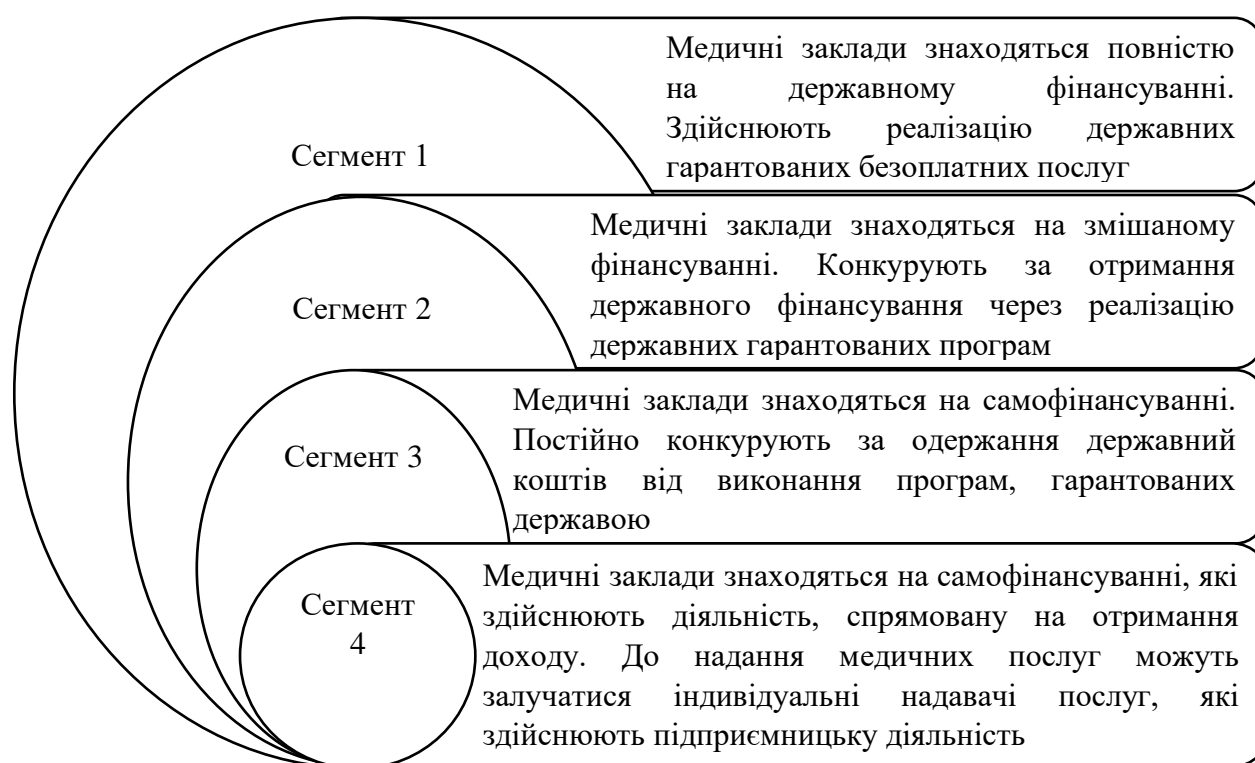 Сегмент 1
Медичні заклади знаходяться повністю
на державному фінансуванні.
Здійснюють реалізацію державних
гарантованих безоплатних послуг
Сегмент 2
Медичні заклади знаходяться на змішаному
фінансуванні. Конкурують за отримання
державного фінансування через реалізацію
державних гарантованих програм
Сегмент 3
Медичні заклади знаходяться на самофінансуванні.
Постійно конкурують за одержання державний
коштів від виконання програм, гарантованих
державою
Сегмент
4
Медичні заклади знаходяться на самофінансуванні, які
здійснюють діяльність, спрямовану на отримання
доходу. До надання медичних послуг можуть
залучатися індивідуальні надавачі послуг, які
здійснюють підприємницьку діяльність